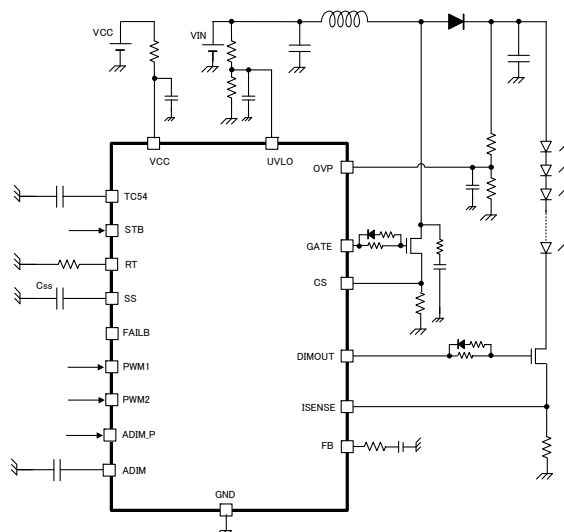 VCC
VIN
VCC
UVLO
OVP
TC54
STB
GATE
RT
CS
Css
SS
FAILB
DIMOUT
PWM1
PWM2
ISENSE
ADIM_P
FB
ADIM
GND